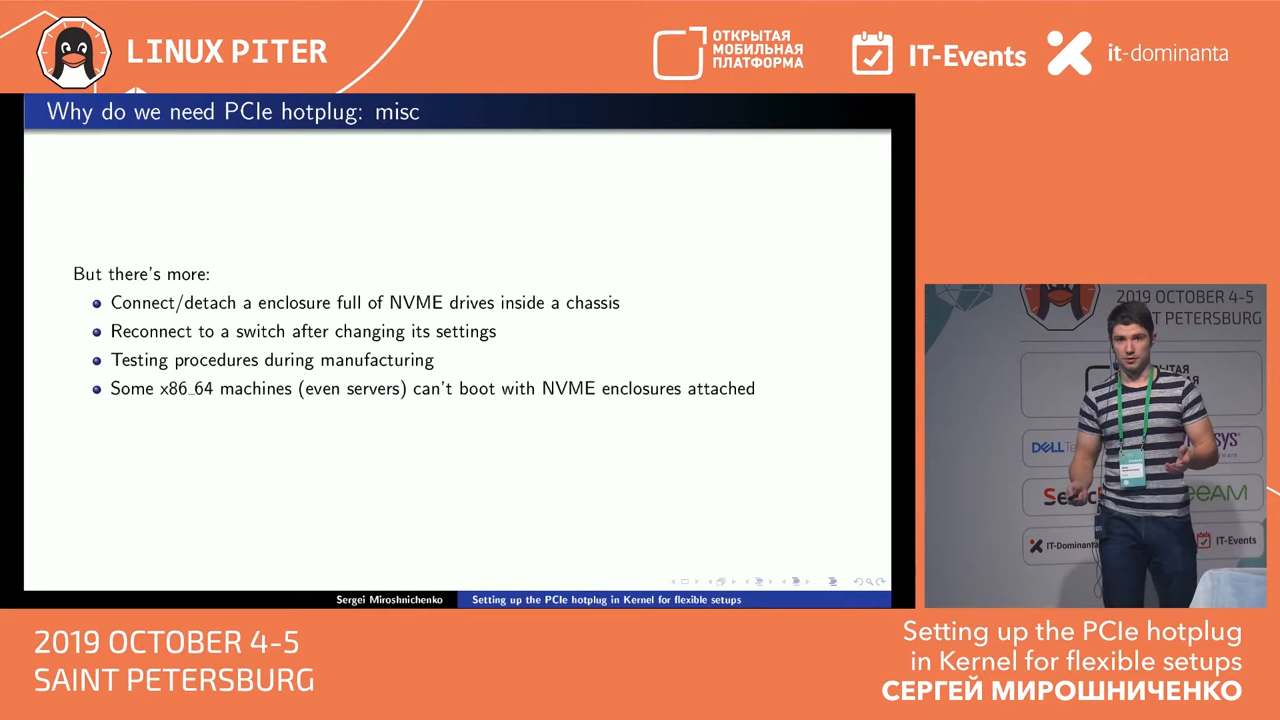 LINUX PITER
ОТКРЫТАЯ
МОБИЛЬНАЯ
ПЛАТФОРМА
IT-Events
it-dominanta
Why do we need PCIe hotplug: misc
But there's more:
Connect/detach a enclosure full of NVME drives inside a chassis
Reconnect to a switch after changing its settings
Testing procedures during manufacturing
Some x86_64 machines (even servers) can't boot with NVME enclosures attached
Sergei Miroshnichenko
Setting up the PCIe hotplug in Kernel for flexible setups
2019 OCTOBER 4-5
SAINT PETERSBURG
DELL
IT-Dominanta
IT-Events
2019 OCTOBER 4-5
SAINT PETERSBURG
Setting up the PCIe hotplug
in Kernel for flexible setups
СЕРГЕЙ МИРОШНИЧЕНКО